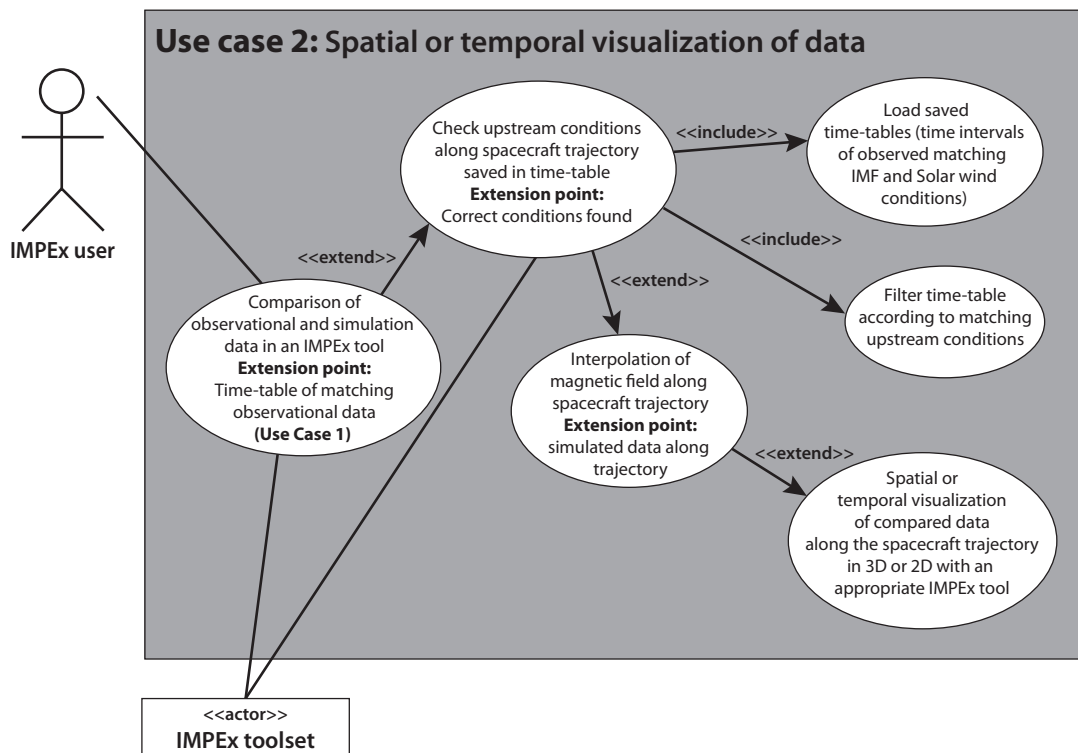 Use case 2: Spatial or temporal visualization of data
IMPEx user
Check upstream conditions
along spacecraft trajectory
saved in time-table
Extension point:
Correct conditions found
<<include>>
Load saved
time-tables (time intervals
of observed matching
IMF and Solar wind
conditions)
<<include>>
Filter time-table
according to matching
upstream conditions
<<extend>>
Comparison of
observational and simulation
data in an IMPEx tool
Extension point:
Time-table of matching
observational data
(Use Case 1)
<<extend>>
Interpolation of
magnetic field along
spacecraft trajectory
Extension point:
simulated data along
trajectory
<<extend>>
Spatial or
temporal visualization
of compared data
along the spacecraft trajectory
in 3D or 2D with an
appropriate IMPEx tool
<<actor>>
IMPEx toolset